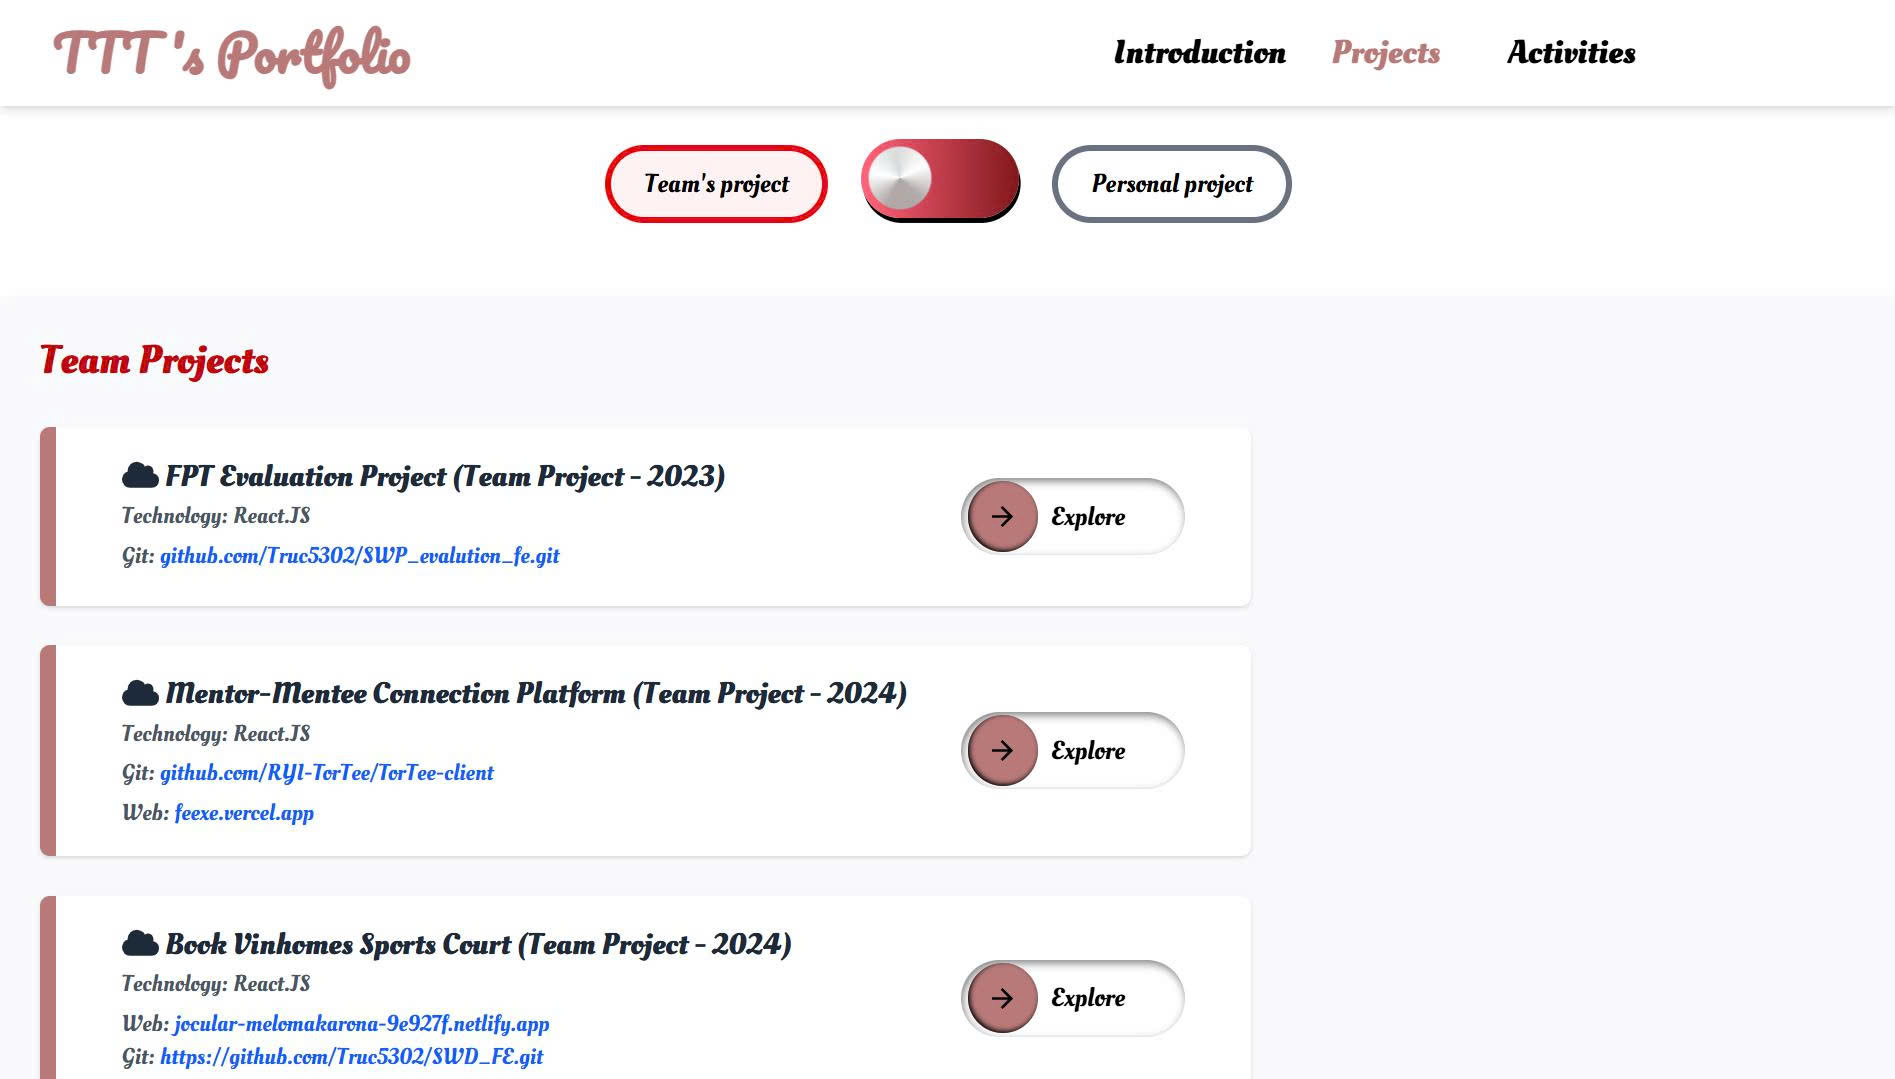 TTT 's Portfolio
Introduction Projects Activities
Team's project
Personal project
Team Projects
FPT Evaluation Project (Team Project - 2023)
Technology: React.JS
Git: github.com/Truc5302/SWP_evalution_fe.git
Explore
Mentor-Mentee Connection Platform (Team Project - 2024)
Technology: React.JS
Git: github.com/RYI-TorTee/TorTee-client
Web: feexe.vercel.app
Explore
Book Vinhomes Sports Court (Team Project - 2024)
Technology: React.JS
Web: jocular-melomakarona-9e927f.netlify.app
Git: https://github.com/Truc5302/SWD_FE.git
Explore